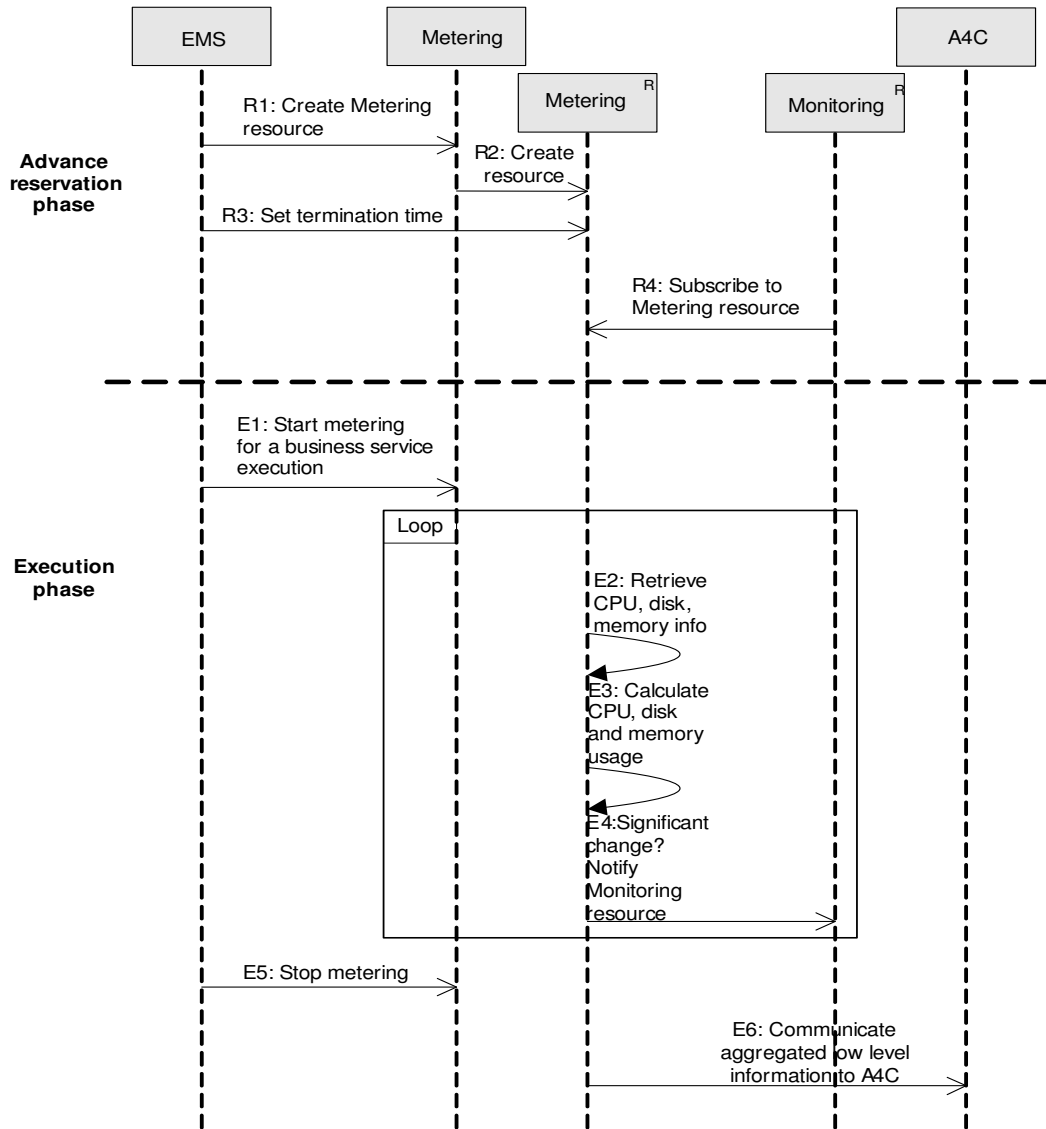 EMS
Metering
A4C
Metering
R
Monitoring
R
R1: Create Metering
resource
Advance
reservation
phase
R2: Create
resource
R3: Set termination time
R4: Subscribe to
Metering resource
E1: Start metering
for a business service
execution
Loop
Execution
phase
E2: Retrieve
CPU, disk,
memory info
E3: Calculate
CPU, disk
and memory
usage
E4:Significant
change?
Notify
Monitoring
resource
E5: Stop metering
E6: Communicate
aggregated low level
information to A4C